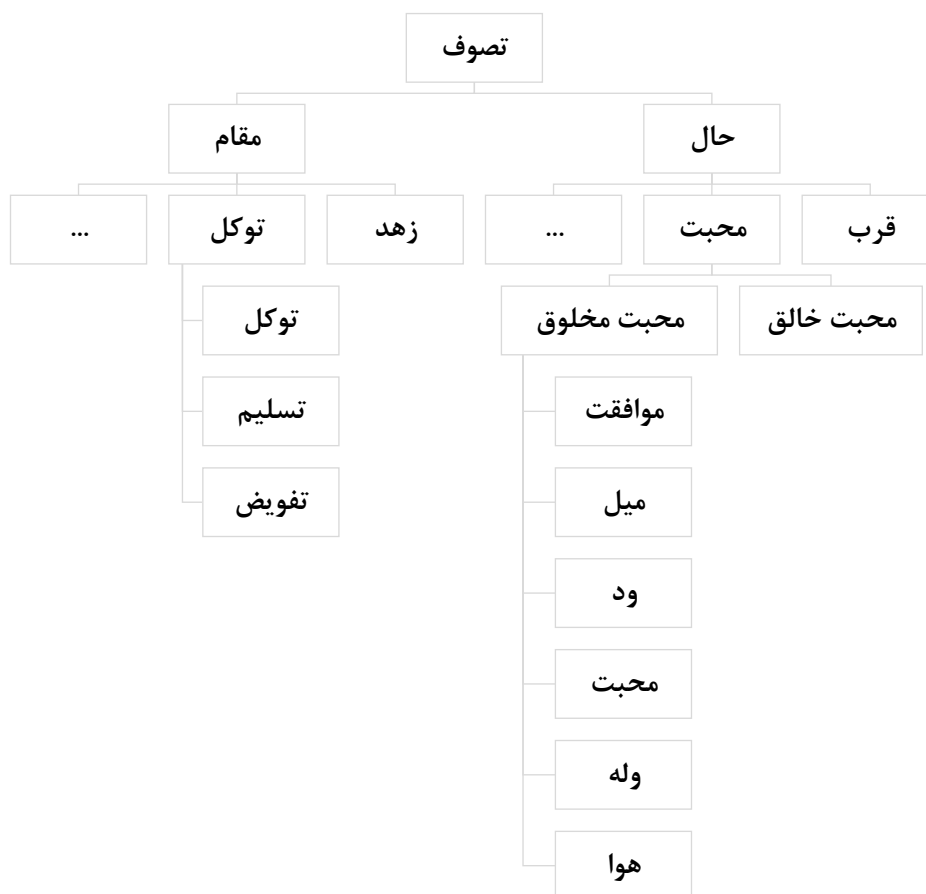 تصوف
حال
مقام
قرب
محبت
...
زهد
توکل
...
محبت خالق
محبت مخلوق
توکل
موافقت
تسلیم
میل
تفویض
ود
محبت
وله
هوا